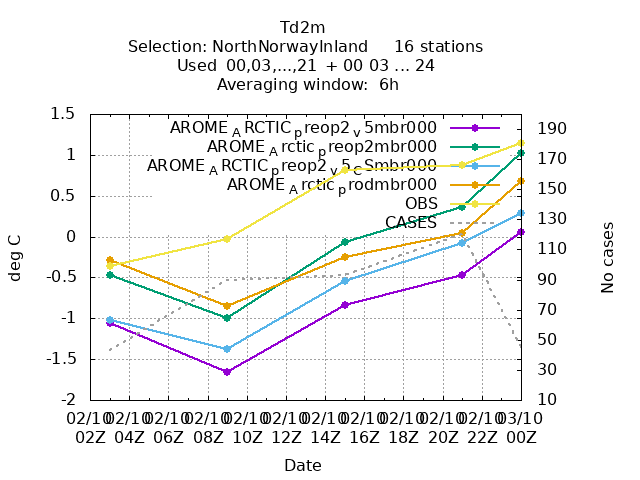 Td2m
Selection: NorthNorwayInland 16 stations
Used 00,03,...,21 + 00 03 ... 24
Averaging window: 6h
1.5
1
0.5
0
-0.5
-1
-1.5
-2
deg C
AROME_ARCTIC_preop2_v5mbr000
AROME_Arctic_preop2mbr000
AROME_ARCTIC_preop2_v5_CSmbr000
AROME_Arctic_prodmbr000
OBS
CASES
190
170
150
130
110
90
70
50
30
10
No cases
02/10 02/10 02/10 02/10 02/10 02/10 02/10 02/10 02/10 02/10 02/10 03/10
02Z 04Z 06Z 08Z 10Z 12Z 14Z 16Z 18Z 20Z 22Z 00Z
Date